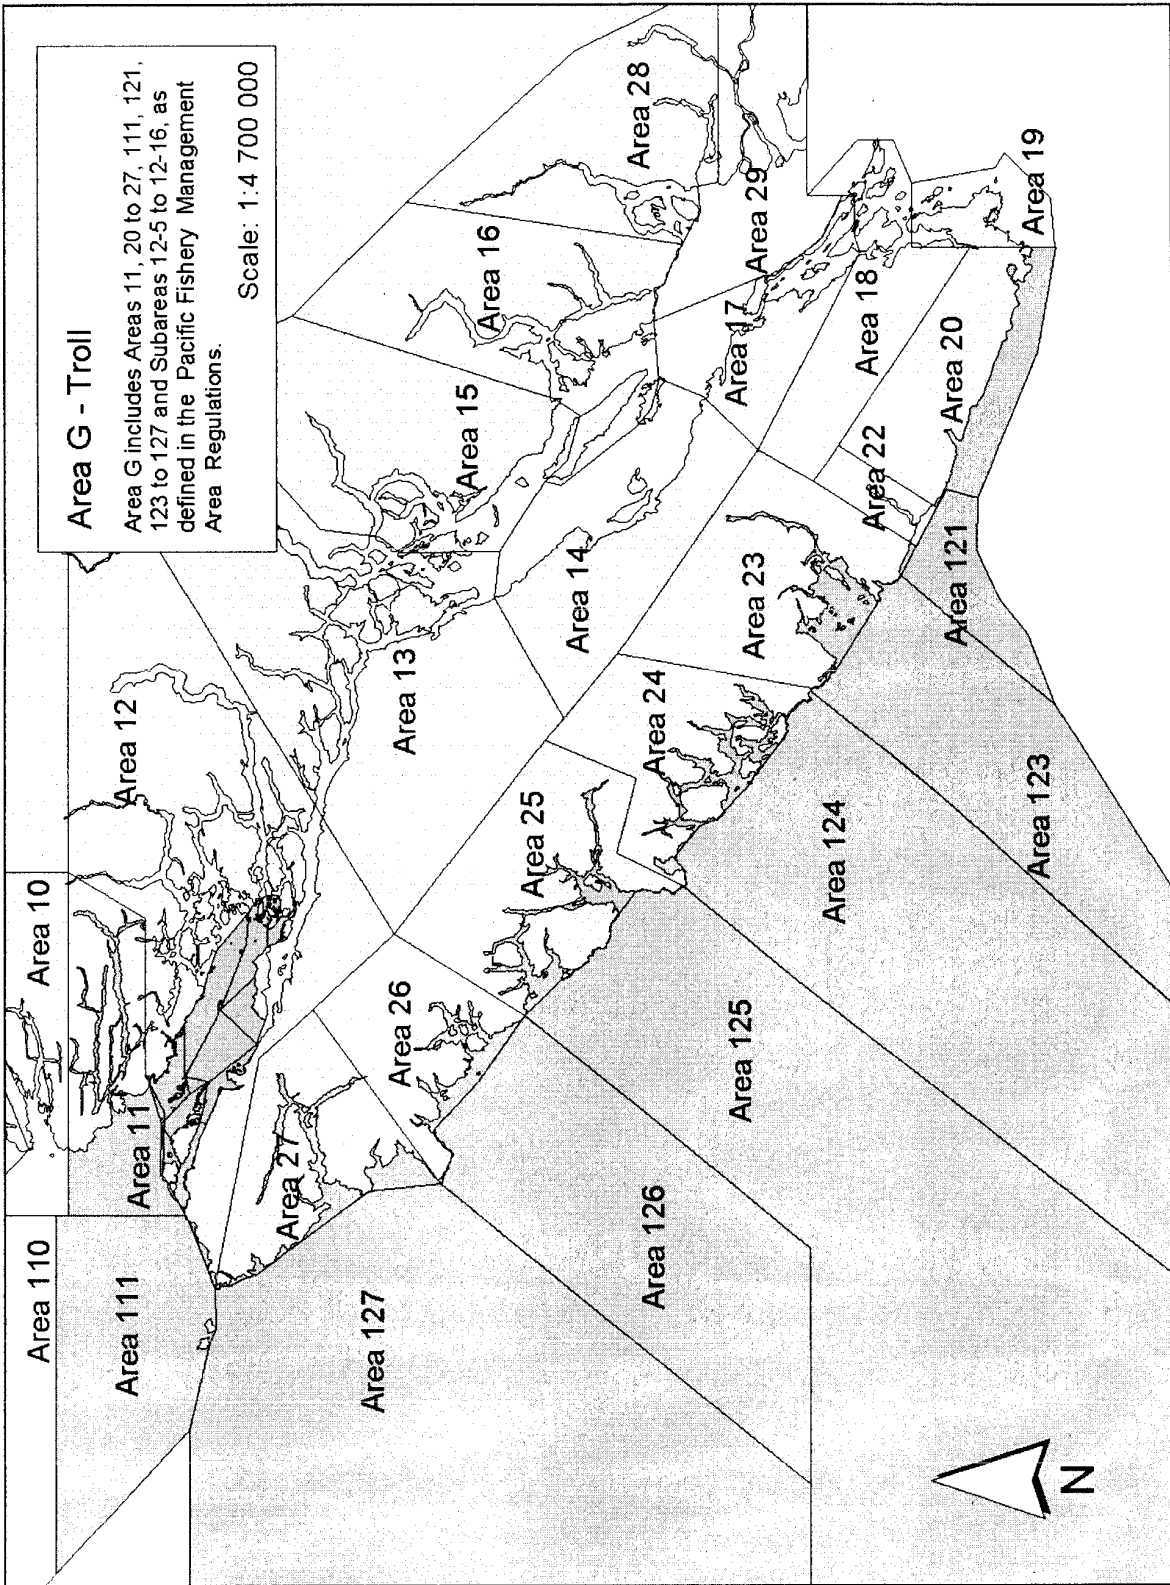 Area G - Troll
Area G includes Areas 11, 20 to 27, 111, 121,
123 to 127 and Subareas 12-5 to 12-16, as
defined in the Pacific Fishery Management
Area Regulations.
Scale: 1:4 700 000
Area 110
Area 10
Area 111
Area 11
Area 12
Area 127
Area 27
Area 26
Area 13
Area 15
Area 16
Area 28
Area 25
Area 14
Area 126
Area 125
Area 24
Area 23
Area 17
Area 29
Area 124
Area 22
Area 18
Area 121
Area 20
Area 123
Area 19
N